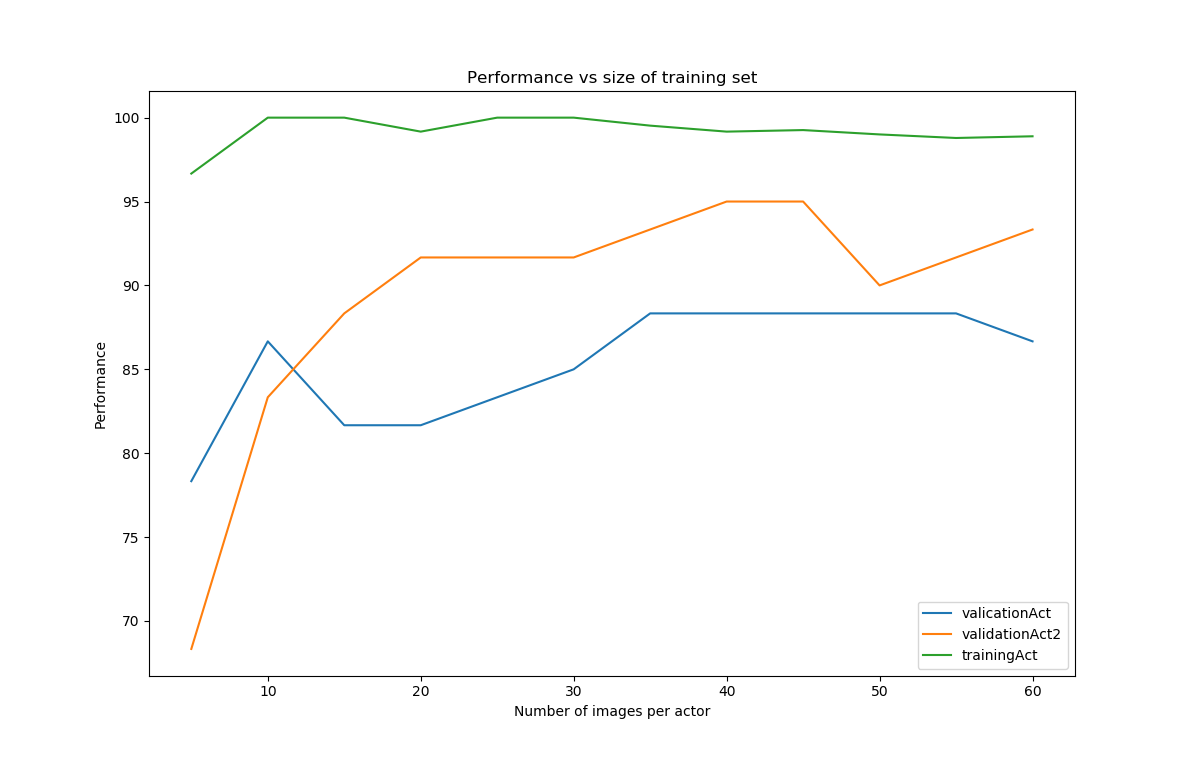 Performance vs size of training set
100
95
90
85
80
75
70
Performance
10 20 30 40 50 60
Number of images per actor
valicationAct
validationAct2
trainingAct